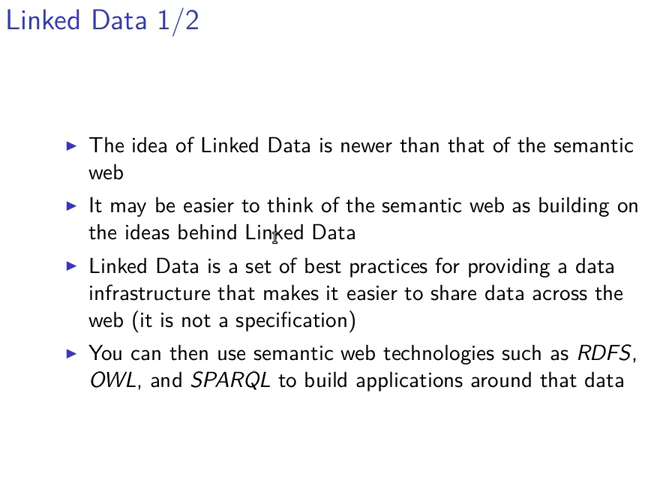 Linked Data 1/2
The idea of Linked Data is newer than that of the semantic
web
It may be easier to think of the semantic web as building on
the ideas behind Linked Data
Linked Data is a set of best practices for providing a data
infrastructure that makes it easier to share data across the
web (it is not a specification)
You can then use semantic web technologies such as RDFS,
OWL, and SPARQL to build applications around that data